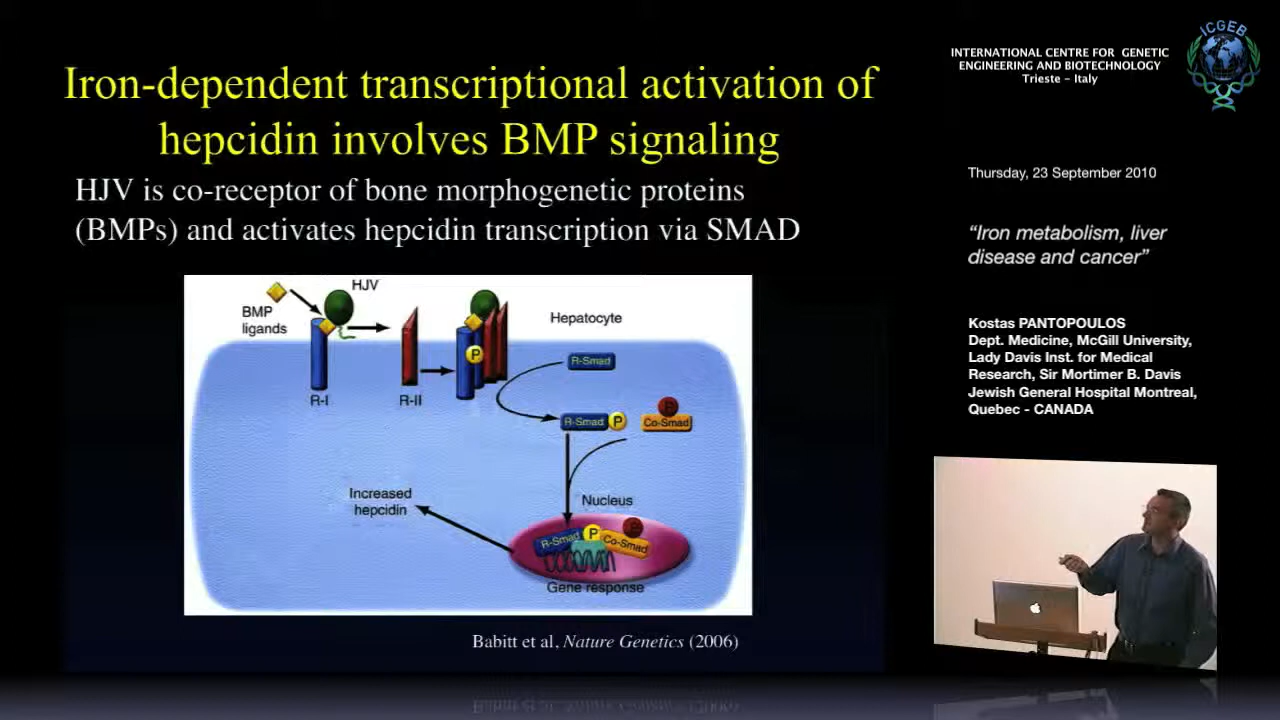 Iron-dependent transcriptional activation of
hepcidin involves BMP signaling
HJV is co-receptor of bone morphogenetic proteins
(BMPs) and activates hepcidin transcription via SMAD
HJV
BMP
ligands
Hepatocyte
P
R-Smad
R-I
R-II
R-Smad
P
P
Co-Smad
Increased
hepcidin
Nucleus
R-Smad
P
P
Co-Smad
Gene response
Babitt et al, Nature Genetics (2006)
INTERNATIONAL CENTRE FOR GENETIC
ENGINEERING AND BIOTECHNOLOGY
Trieste - Italy
ICGEB
Thursday, 23 September 2010
“Iron metabolism, liver
disease and cancer”
Kostas PANTOPOULOS
Dept. Medicine, McGill University,
Lady Davis Inst. for Medical
Research, Sir Mortimer B. Davis
Jewish General Hospital Montreal,
Quebec - CANADA